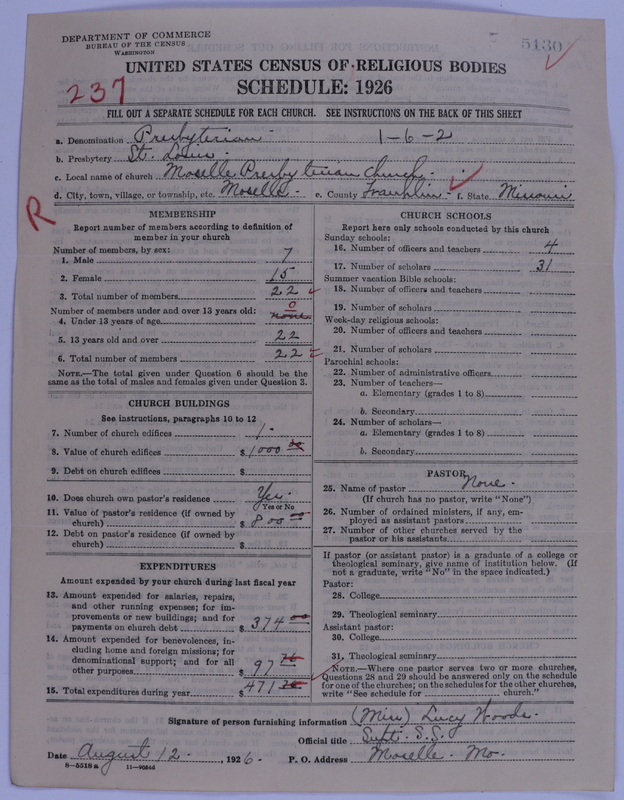 DEPARTMENT OF COMMERCE
BUREAU OF THE CENSUS
WASHINGTON
5130
UNITED STATES CENSUS OF RELIGIOUS BODIES
237
SCHEDULE: 1926
FILL OUT A SEPARATE SCHEDULE FOR EACH CHURCH. SEE INSTRUCTIONS ON THE BACK OF THIS SHEET
a. Denomination Presbyterian 1-6-2
b. Presbytery St. Louis
c. Local name of church Moselle Presbyterian Church
d. City, town, village, or township, etc. Moselle e. County Franklin f. State Missouri
R
MEMBERSHIP
Report number of members according to definition of
member in your church
Number of members, by sex:
1. Male 7
2. Female 15
3. Total number of members 22
Number of members under and over 13 years old: 0
4. Under 13 years of age none
5. 13 years old and over 22
6. Total number of members 22
NOTE.—The total given under Question 6 should be
same as the total of males and females given under Question 3.
CHURCH BUILDINGS
See instructions, paragraphs 10 to 12
7. Number of church edifices 1
8. Value of church edifices $1000 00
9. Debt on church edifices $
10. Does church own pastor's residence Yes
Yes or No
11. Value of pastor's residence (if owned by
church) $800 00
12. Debt on pastor's residence (if owned by
church) $
EXPENDITURES
Amount expended by your church during last fiscal year
13. Amount expended for salaries, repairs,
and other running expenses; for im-
provements or new buildings; and for
payments on church debt $374 00
14. Amount expended for benevolences, in-
cluding home and foreign missions; for
denominational support; and for all
other purposes $97
15. Total expenditures during year $471
CHURCH SCHOOLS
Report here only schools conducted by this church
Sunday schools:
16. Number of officers and teachers 4
17. Number of scholars 31
Summer vacation Bible schools:
18. Number of officers and teachers
19. Number of scholars
Week-day religious schools:
20. Number of officers and teachers
21. Number of scholars
Parochial schools:
22. Number of administrative officers
23. Number of teachers—
a. Elementary (grades 1 to 8)
b. Secondary
24. Number of scholars—
a. Elementary (grades 1 to 8)
b. Secondary
PASTOR
25. Name of pastor None.
(If church has no pastor, write "None")
26. Number of ordained ministers, if any, em-
ployed as assistant pastors
27. Number of other churches served by the
pastor or his assistants
If pastor (or assistant pastor) is a graduate of a college or
theological seminary, give name of institution below. (If
not a graduate, write "No" in the space indicated.)
Pastor:
28. College
29. Theological seminary
Assistant pastor:
30. College
31. Theological seminary
NOTE.—Where one pastor serves two or more churches,
Questions 28 and 29 should be answered only on the schedule
for one of the churches; on the schedules for the other churches,
write "See schedule for church."
Signature of person furnishing information (Miss) Lucy Woods
Official title Supt. S.S.
Date August 12, 1926. P. O. Address Moselle Mo.
8-5518a 11-90546